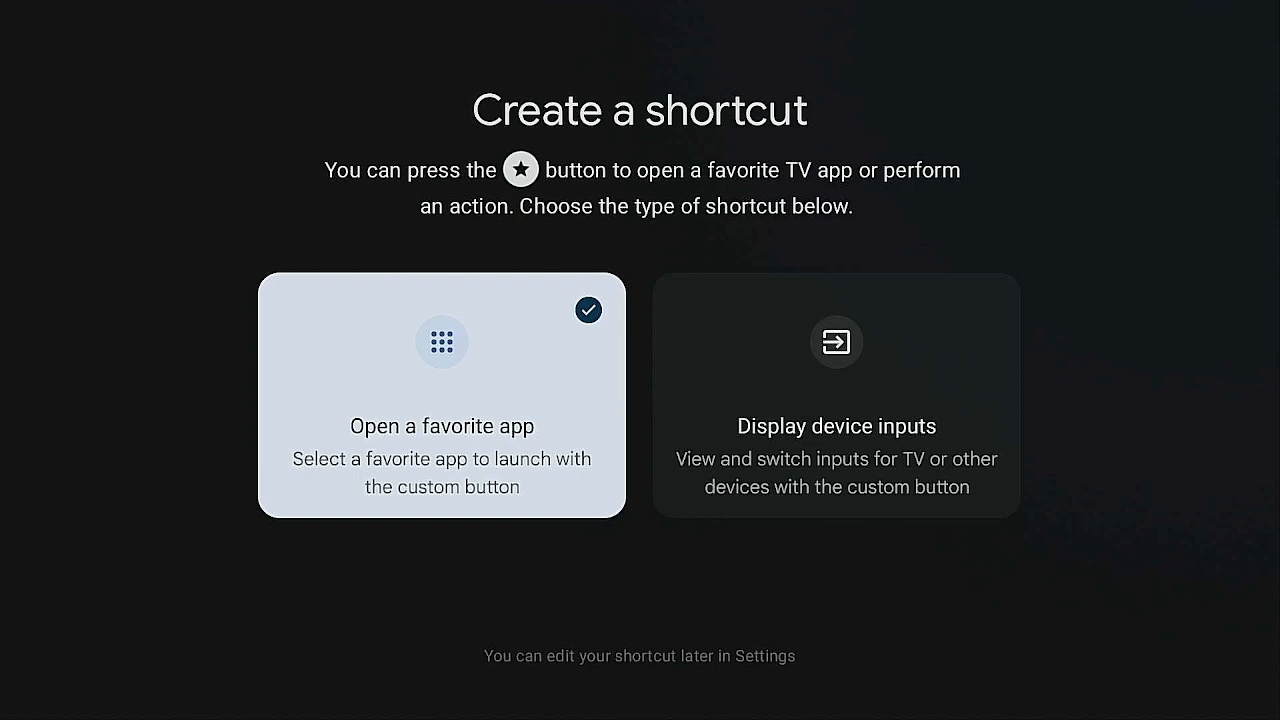 Create a shortcut
You can press the button to open a favorite TV app or perform
an action. Choose the type of shortcut below.
Open a favorite app
Select a favorite app to launch with
the custom button
Display device inputs
View and switch inputs for TV or other
devices with the custom button
You can edit your shortcut later in Settings